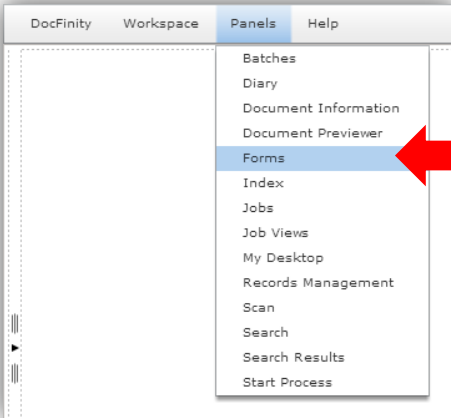 DocFinity Workspace Panels Help
Batches
Diary
Document Information
Document Previewer
Forms
Index
Jobs
Job Views
My Desktop
Records Management
Scan
Search
Search Results
Start Process